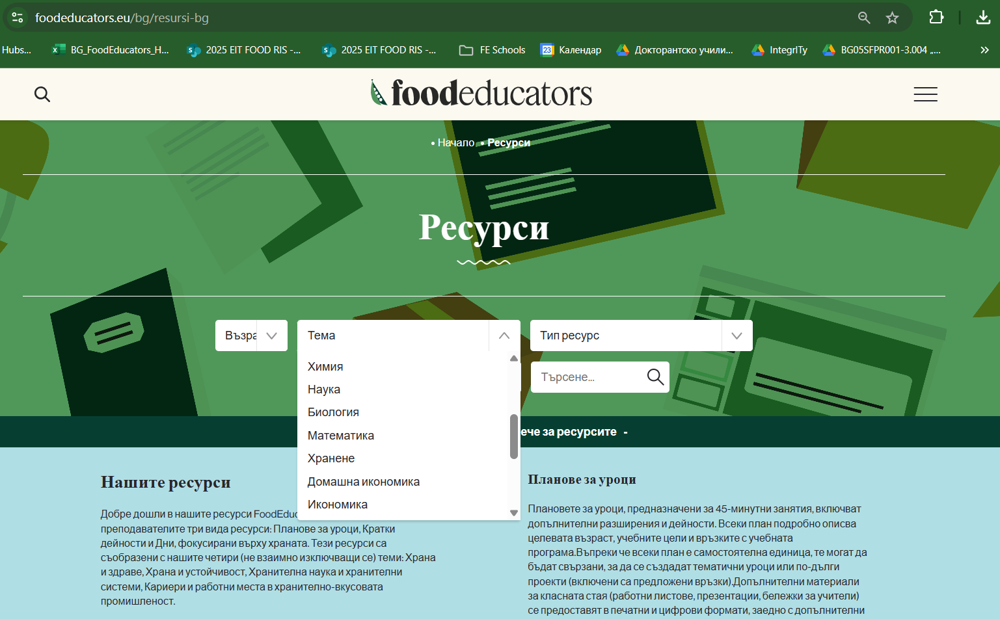 foodeducators.eu/bg/resursi-bg
Hubs...
BG_FoodEducators_H...
2025 EIT FOOD RIS -...
2025 EIT FOOD RIS -...
FE Schools
23
Календар
Докторантско учили...
IntegrITy
BG05SFPR001-3.004 „...
foodeducators
• Начало • Ресурси
Ресурси
Възра
Тема
Тип ресурс
Химия
Наука
Биология
Математика
Хранене
Домашна икономика
Икономика
Търсене...
ече за ресурсите -
Нашите ресурси
Добре дошли в нашите ресурси FoodEduc
преподавателите три вида ресурси: Планове за уроци, Кратки
дейности и Дни, фокусирани върху храната. Тези ресурси са
съобразени с нашите четири (не взаимно изключващи се) теми: Храна
и здраве, Храна и устойчивост, Хранителна наука и хранителни
системи, Кариери и работни места в хранително-вкусовата
промишленост.
Планове за уроци
Плановете за уроци, предназначени за 45-минутни занятия, включват
допълнителни разширения и дейности. Всеки план подробно описва
целевата възраст, учебните цели и връзките с учебната
програма.Въпреки че всеки план е самостоятелна единица, те могат да
бъдат свързани, за да се създадат тематични уроци или по-дълги
проекти (включени са предложени връзки).Допълнителни материали
за класната стая (работни листове, презентации, бележки за учители)
се предоставят в печатни и цифрови формати, заедно с допълнителни